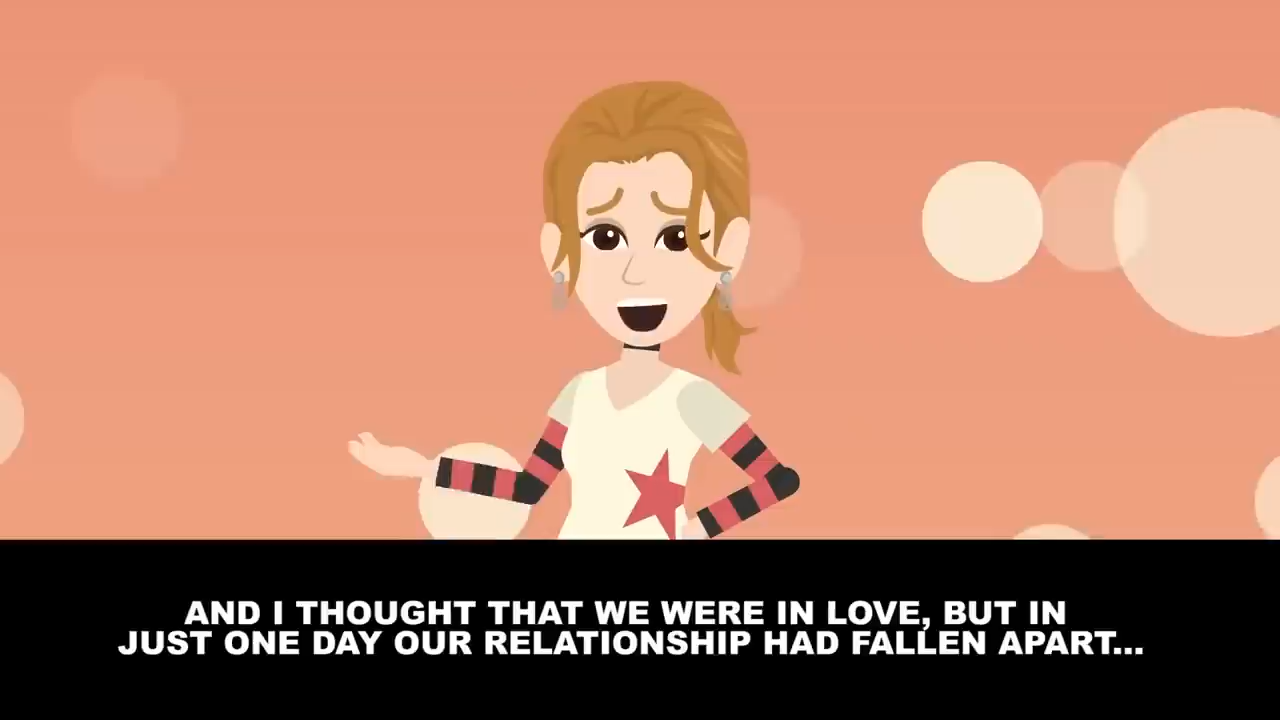 AND I THOUGHT THAT WE WERE IN LOVE, BUT IN
JUST ONE DAY OUR RELATIONSHIP HAD FALLEN APART...